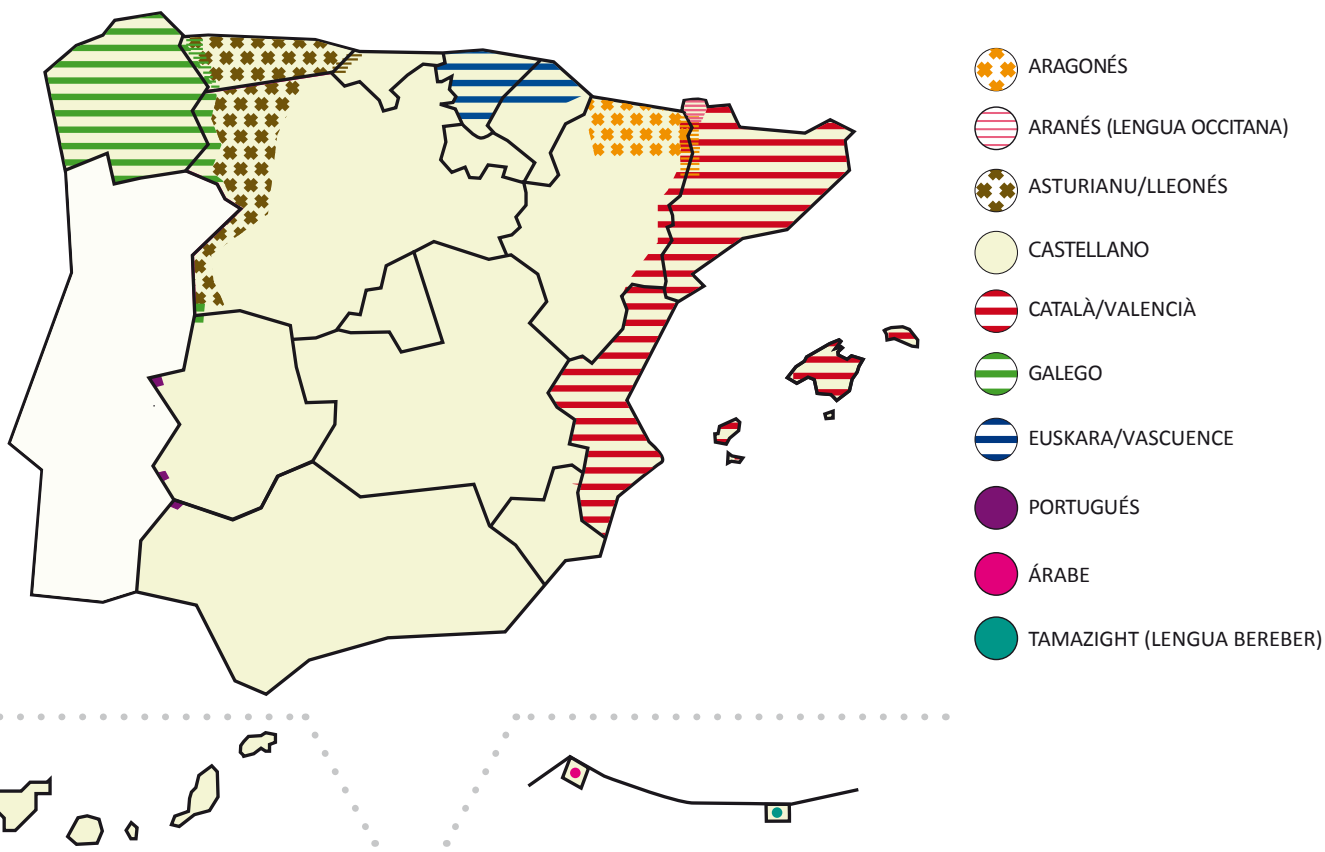 ARAGONÉS
ARANÉS (LENGUA OCCITANA)
ASTURIANU/LLEONÉS
CASTELLANO
CATALÀ/VALENCIÀ
GALEGO
EUSKARA/VASCUENCE
PORTUGUÉS
ÁRABE
TAMAZIGHT (LENGUA BEREBER)